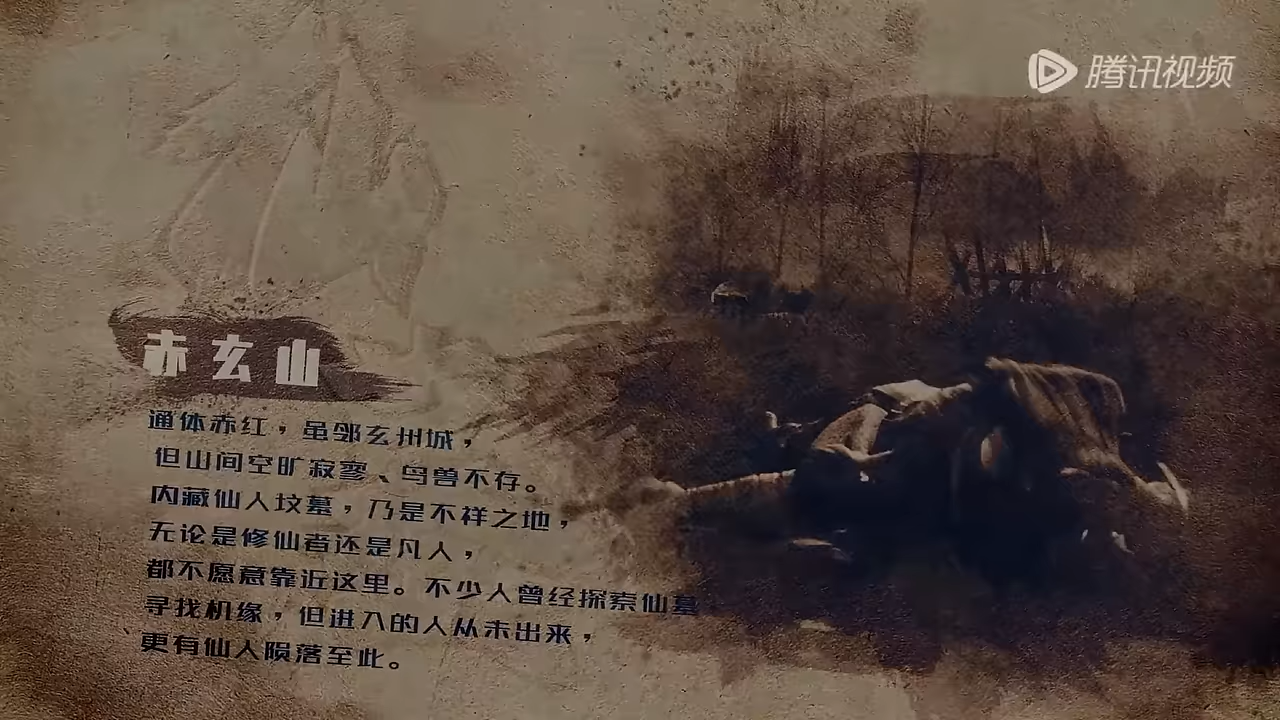 腾讯视频
赤玄山
通体赤红，虽邻玄州城，
但山间空旷寂寥、鸟兽不存。
内藏仙人坟墓，乃是不祥之地，
无论是修仙者还是凡人，
都不愿意靠近这里。不少人曾经探索仙墓
寻找机缘，但进入的人从未出来，
更有仙人陨落至此。